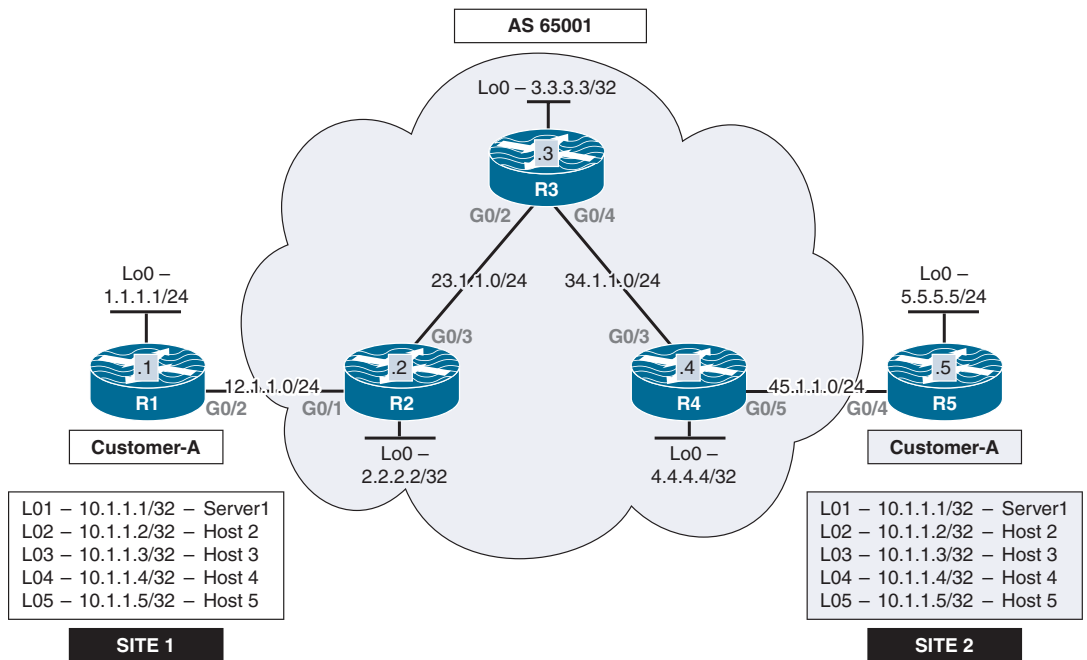 AS 65001
Lo0 – 3.3.3.3/32
.3
R3
G0/2
G0/4
23.1.1.0/24
34.1.1.0/24
Lo0 –
1.1.1.1/24
Lo0 –
5.5.5.5/24
G0/3
G0/3
.1
R1
G0/2
12.1.1.0/24
G0/1
.2
R2
.4
R4
G0/5
45.1.1.0/24
G0/4
.5
R5
Customer-A
Lo0 –
2.2.2.2/32
Lo0 –
4.4.4.4/32
Customer-A
L01 – 10.1.1.1/32 – Server1
L02 – 10.1.1.2/32 – Host 2
L03 – 10.1.1.3/32 – Host 3
L04 – 10.1.1.4/32 – Host 4
L05 – 10.1.1.5/32 – Host 5
SITE 1
L01 – 10.1.1.1/32 – Server1
L02 – 10.1.1.2/32 – Host 2
L03 – 10.1.1.3/32 – Host 3
L04 – 10.1.1.4/32 – Host 4
L05 – 10.1.1.5/32 – Host 5
SITE 2